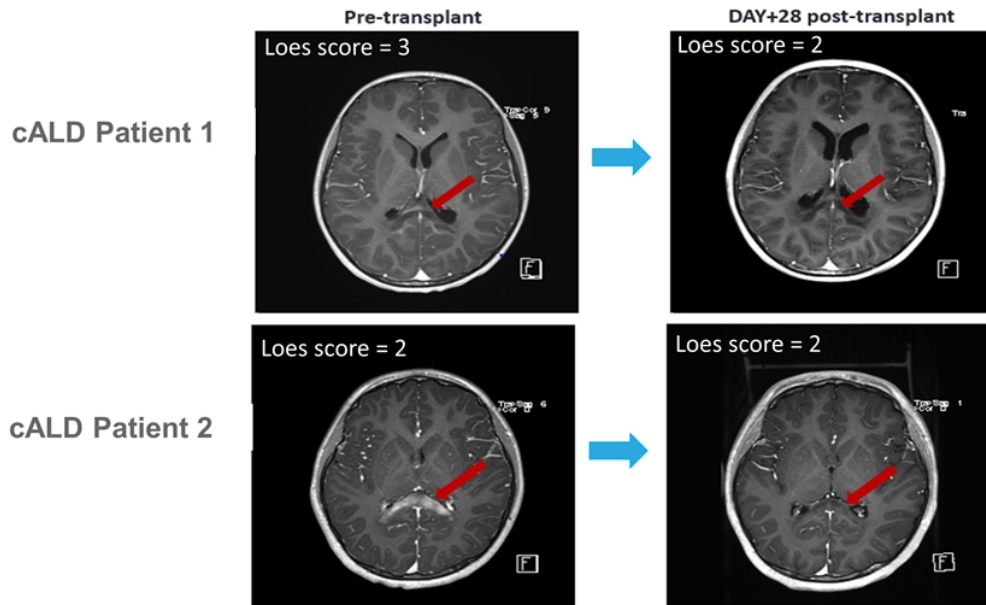 Pre-transplant
DAY+28 post-transplant
Loes score = 3
Loes score = 2
cALD Patient 1
F
Tra
F
Loes score = 2
Loes score = 2
cALD Patient 2
F
F